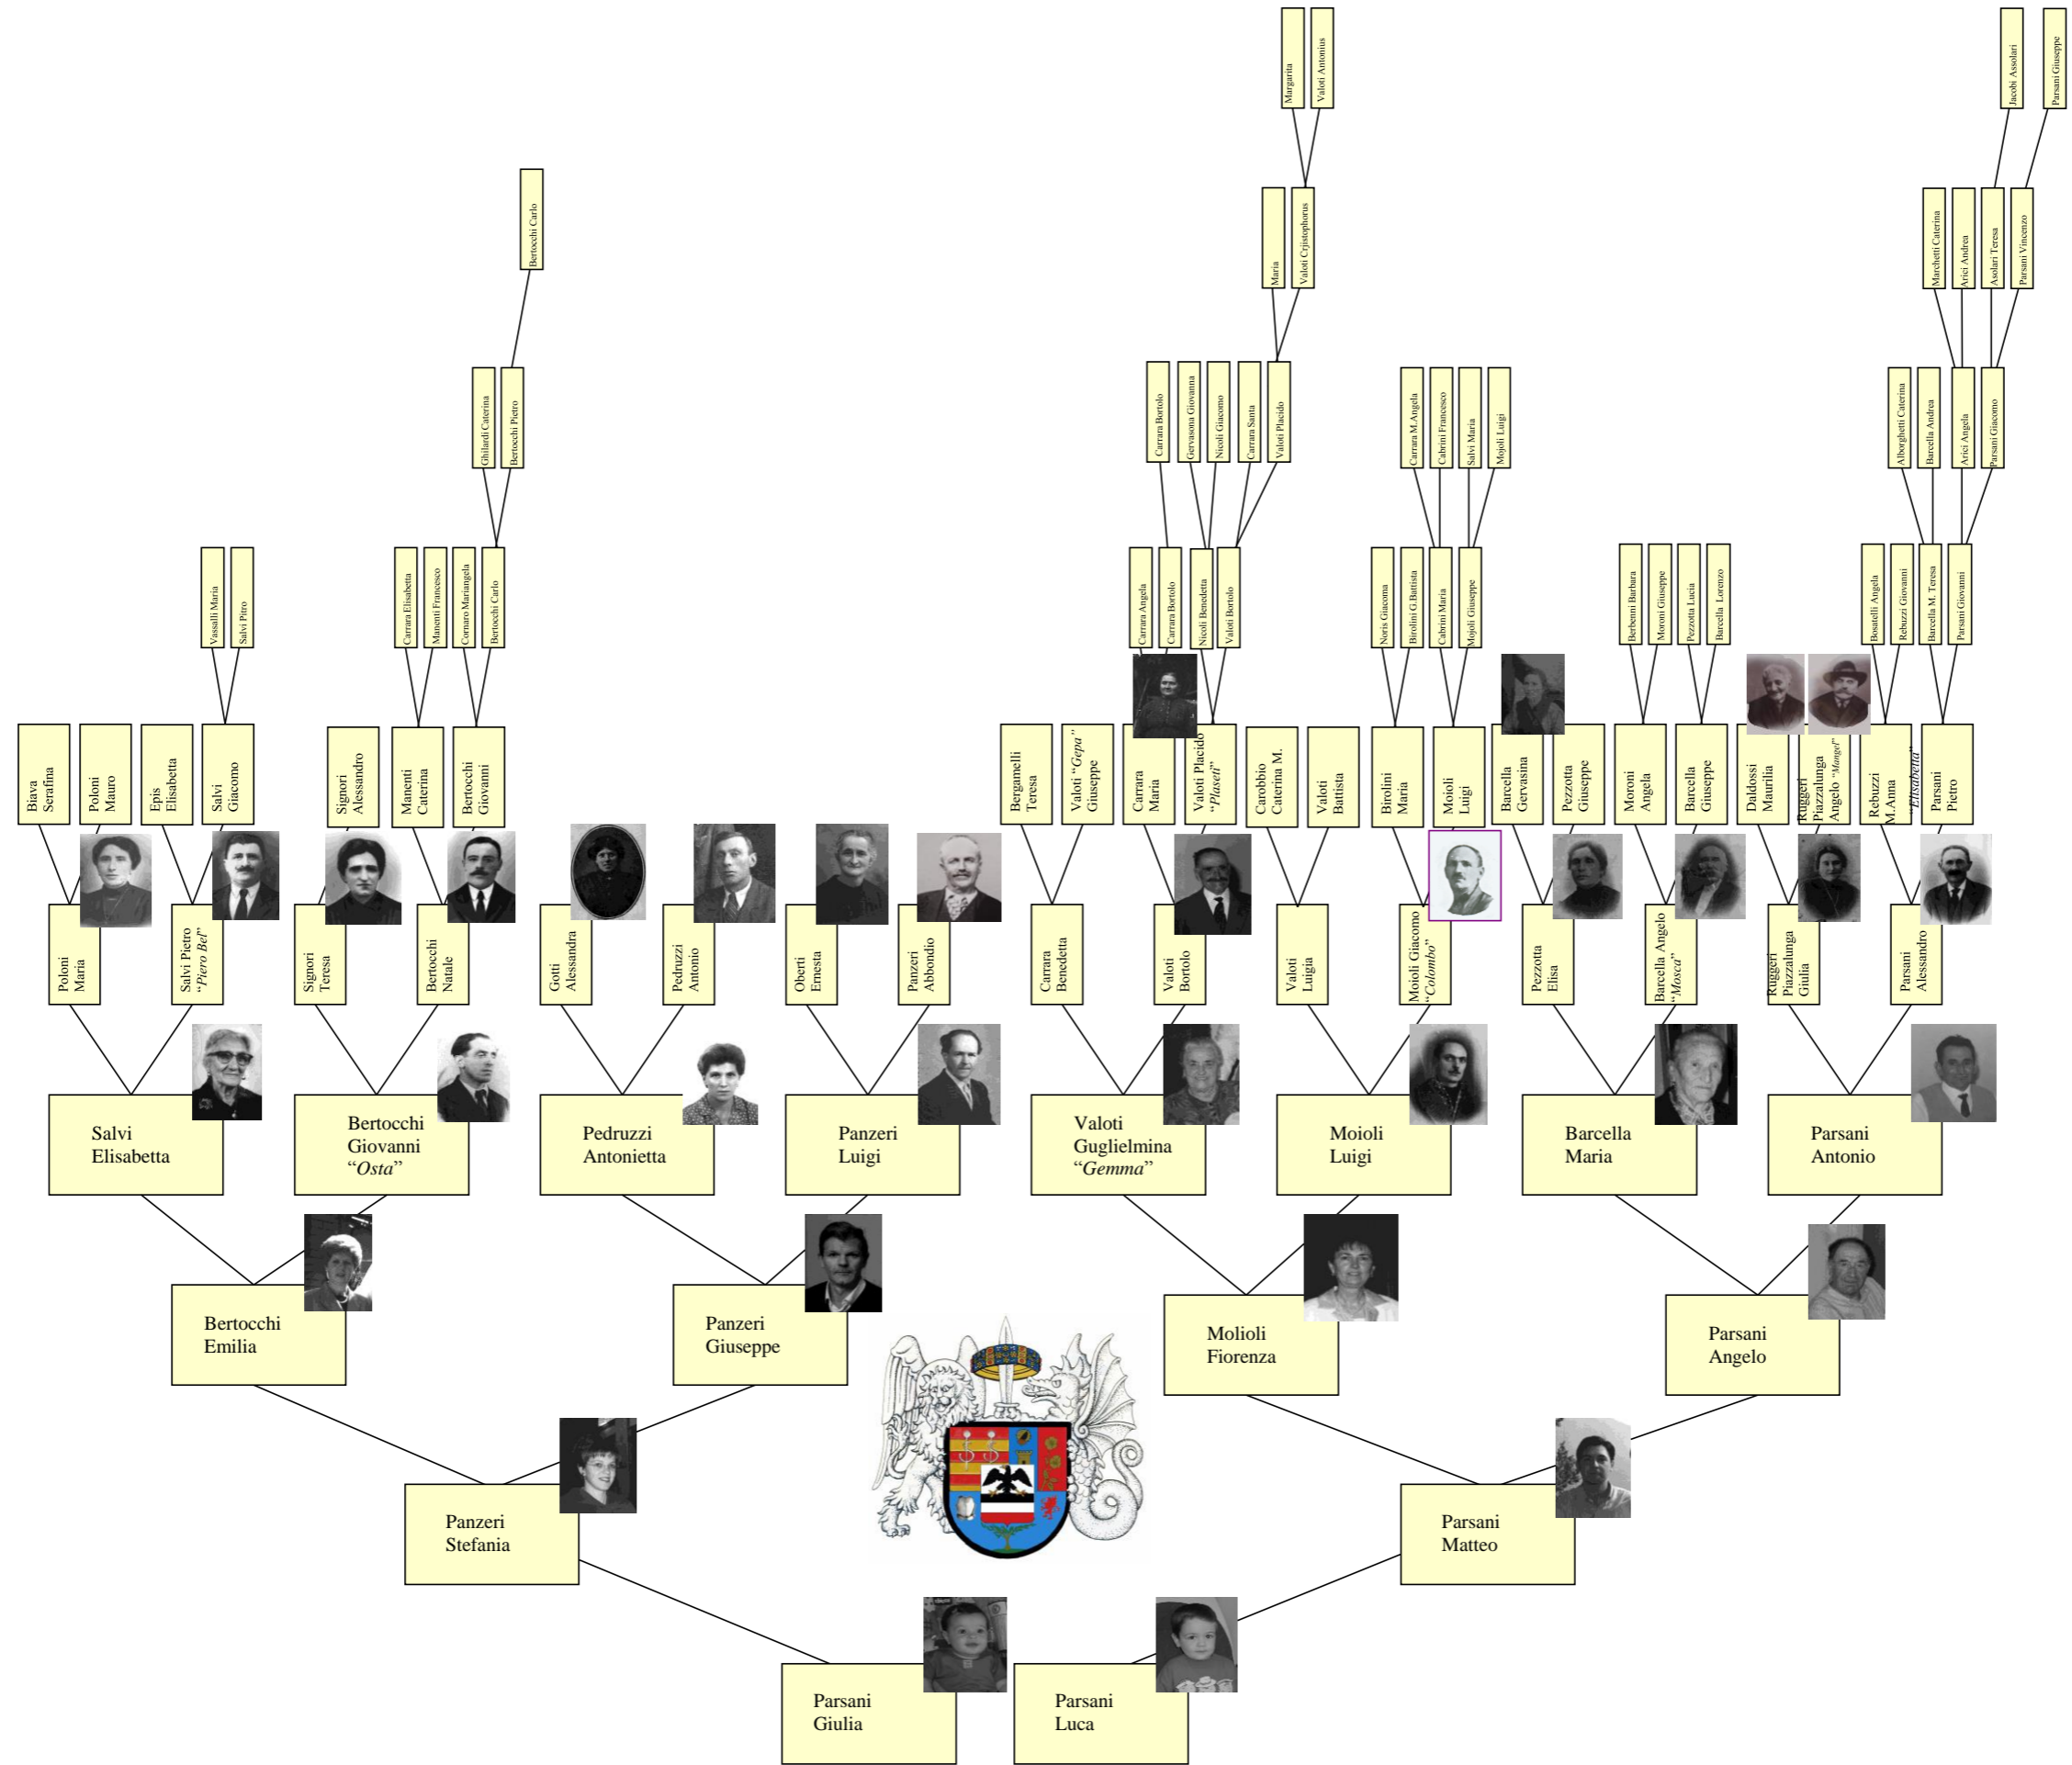 Margarita
Valoti Antonius
Jacobi Assolari
Parsani Giuseppe
Bertocchi Carlo
Maria
Valoti Crjistophorus
Marchetti Caterina
Arici Andrea
Asolari Teresa
Parsani Vincenzo
Ghilardi Caterina
Bertocchi Pietro
Carrara Bortolo
Gervasona Giovanna
Nicoli Giacomo
Carrara Santa
Valoti Placido
Carrara M.Angela
Cabrini Francesco
Salvi Maria
Mojoli Luigi
Alborghetti Caterina
Barcella Andrea
Arici Angela
Parsani Giacomo
Vassalli Maria
Salvi Pitro
Carrara Elisabetta
Manenti Francesco
Cornaro Mariangela
Bertocchi Carlo
Carrara Angela
Carrara Bortolo
Nicoli Benedetta
Valoti Bortolo
Noris Giacoma
Birolini G.Battista
Cabrini Maria
Mojoli Giuseppe
Berbeni Barbara
Moroni Giuseppe
Pezzotta Lucia
Barcella Lorenzo
Bosatelli Angela
Rebuzzi Giovanni
Barcella M. Teresa
Parsani Giovanni
Biava
Serafina
Poloni
Mauro
Epis
Elisabetta
Salvi
Giacomo
Signori
Alessandro
Manenti
Caterina
Bertocchi
Giovanni
Bergamelli
Teresa
Valoti “Gepa”
Giuseppe
Carrara
Maria
Valoti Placido
“Plaseti”
Carobbio
Caterina M.
Valoti
Battista
Birolini
Maria
Moioli
Luigi
Barcella
Gervasina
Pezzotta
Giuseppe
Moroni
Angela
Barcella
Giuseppe
Daldossi
Maurilia
Ruggeri
Piazzalunga
Angelo “Mangel”
Rebuzzi
M.Anna
“Elisabetta”
Parsani
Pietro
Poloni
Maria
Salvi Pietro
“Piero Bel”
Signori
Teresa
Bertocchi
Natale
Gotti
Alessandra
Pedruzzi
Antonio
Oberti
Ernesta
Panzeri
Abbondio
Carrara
Benedetta
Valoti
Bortolo
Valoti
Luigia
Moioli Giacomo
“Colombo”
Pezzotta
Elisa
Barcella Angelo
“Mosca”
Ruggeri
Piazzalunga
Giulia
Parsani
Alessandro
Salvi
Elisabetta
Bertocchi
Giovanni
“Osta”
Pedruzzi
Antonietta
Panzeri
Luigi
Valoti
Guglielmina
“Gemma”
Moioli
Luigi
Barcella
Maria
Parsani
Antonio
Bertocchi
Emilia
Panzeri
Giuseppe
Molioli
Fiorenza
Parsani
Angelo
Panzeri
Stefania
Parsani
Matteo
Parsani
Giulia
Parsani
Luca